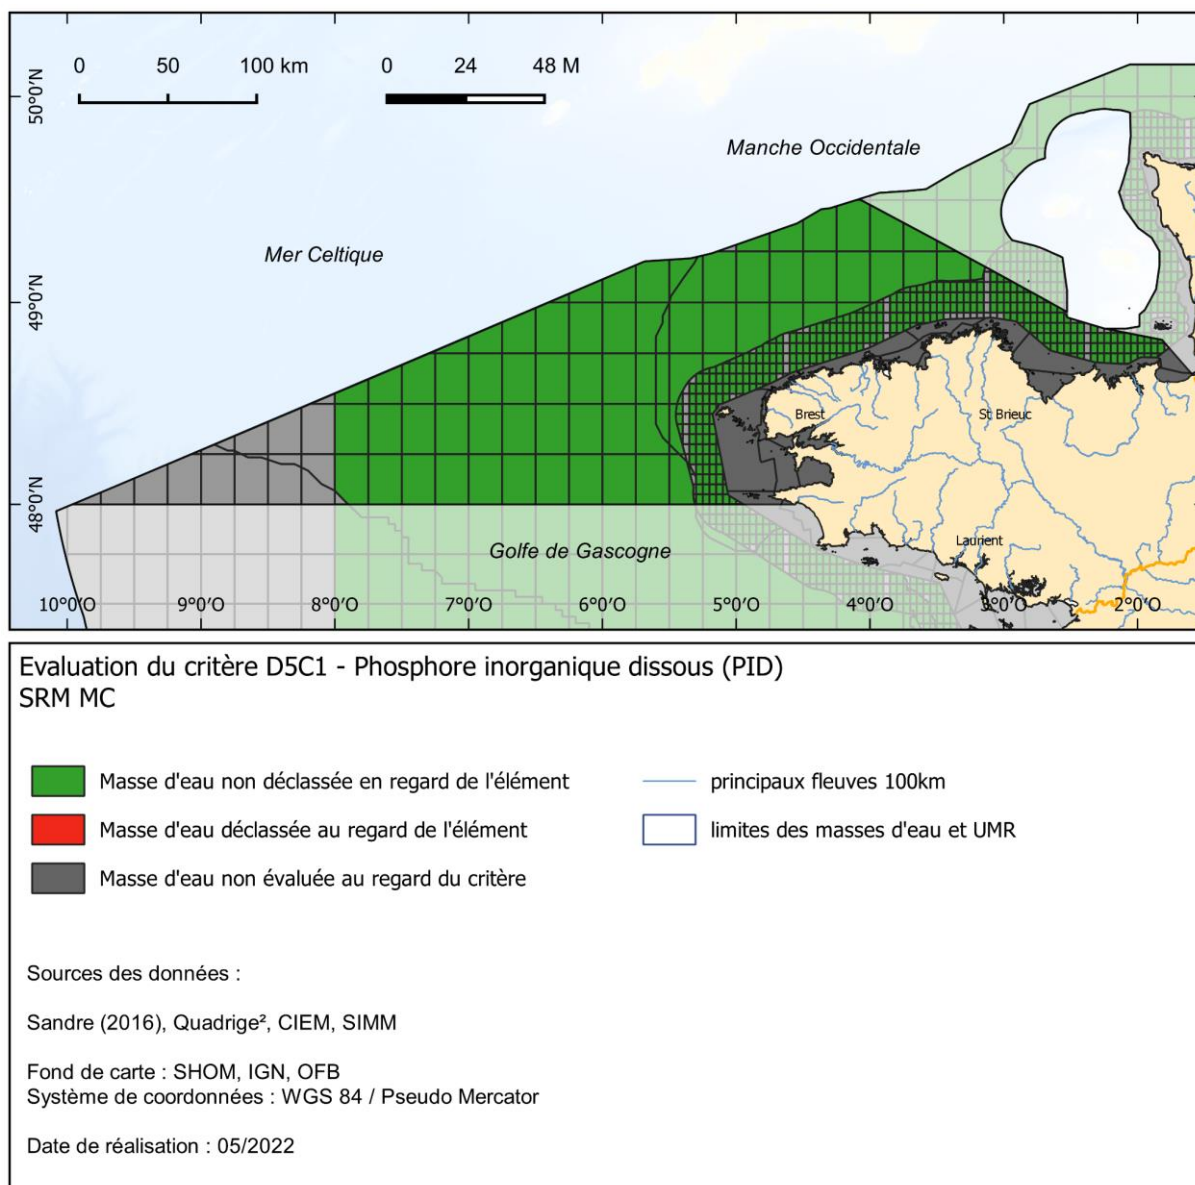 0 50 100 km 0 24 48 M
50°0'N
Manche Occidentale
Mer Celtique
49°0'N
Brest
St Brieuc
48°0'N
Laurient
Golfe de Gascogne
10°0'O 9°0'O 8°0'O 7°0'O 6°0'O 5°0'O 4°0'O 3°0'O 2°0'O
Evaluation du critère D5C1 - Phosphore inorganique dissous (PID)
SRM MC
Masse d'eau non déclassée en regard de l'élément
Masse d'eau déclassée au regard de l'élément
Masse d'eau non évaluée au regard du critère
principaux fleuves 100km
limites des masses d'eau et UMR
Sources des données :
Sandre (2016), Quadrige², CIEM, SIMM
Fond de carte : SHOM, IGN, OFB
Système de coordonnées : WGS 84 / Pseudo Mercator
Date de réalisation : 05/2022